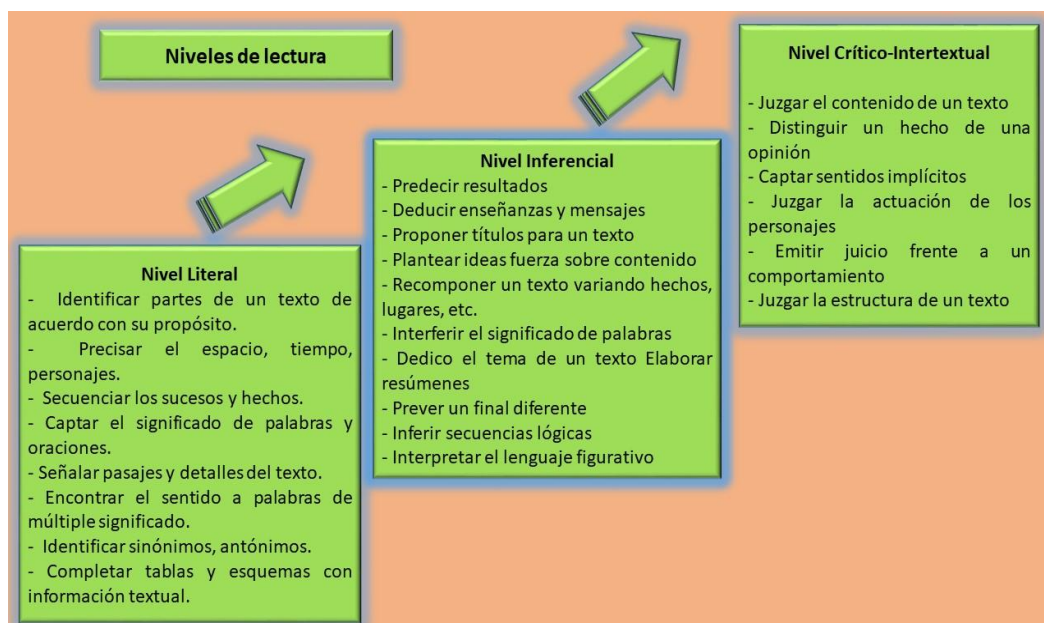 Niveles de lectura
Nivel Literal
- Identificar partes de un texto de
acuerdo con su propósito.
- Precisar el espacio, tiempo,
personajes.
- Secuenciar los sucesos y hechos.
- Captar el significado de palabras y
oraciones.
- Señalar pasajes y detalles del texto.
- Encontrar el sentido a palabras de
múltiple significado.
- Identificar sinónimos, antónimos.
- Completar tablas y esquemas con
información textual.
Nivel Inferencial
- Predecir resultados
- Deducir enseñanzas y mensajes
- Proponer títulos para un texto
- Plantear ideas fuerza sobre contenido
- Recomponer un texto variando hechos,
lugares, etc.
- Interferir el significado de palabras
- Dedico el tema de un texto Elaborar
resúmenes
- Prever un final diferente
- Inferir secuencias lógicas
- Interpretar el lenguaje figurativo
Nivel Crítico-Intertextual
- Juzgar el contenido de un texto
- Distinguir un hecho de una
opinión
- Captar sentidos implícitos
- Juzgar la actuación de los
personajes
- Emitir juicio frente a un
comportamiento
- Juzgar la estructura de un texto